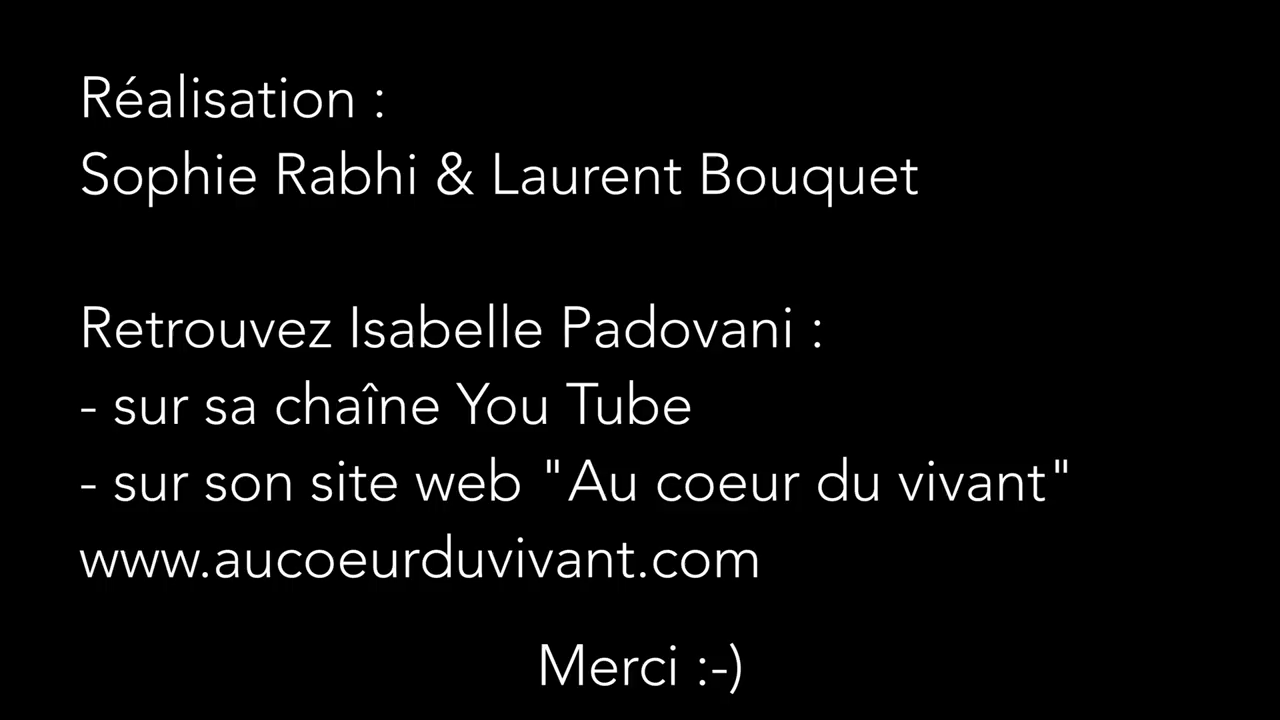 Réalisation :
Sophie Rabhi & Laurent Bouquet
Retrouvez Isabelle Padovani :
- sur sa chaîne You Tube
- sur son site web "Au coeur du vivant"
www.aucoeurduvivant.com
Merci :-)